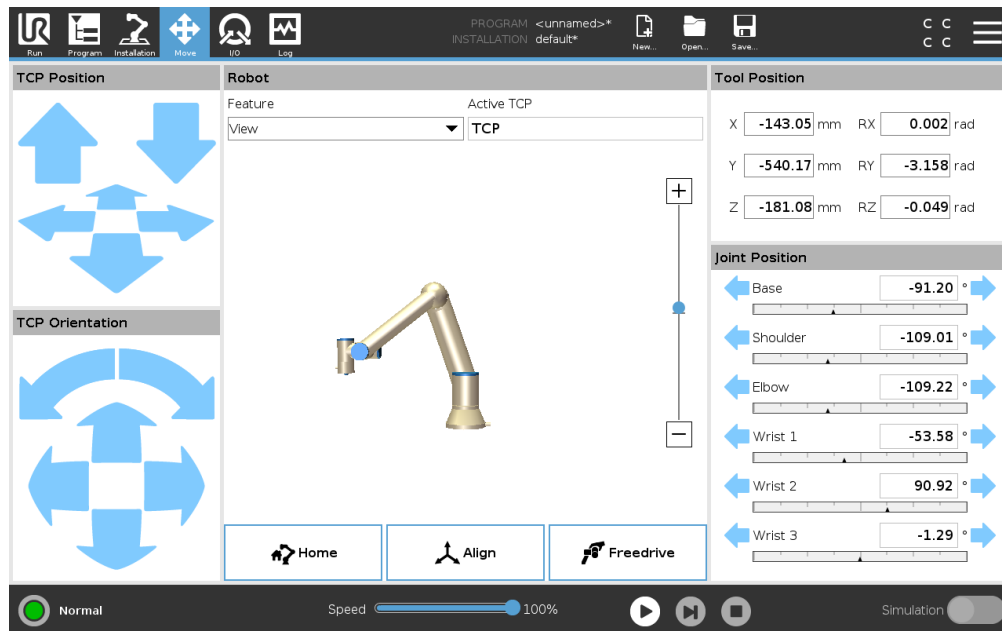 PROGRAM <unnamed>*
INSTALLATION default*
UR
Run Program Installation Move I/O Log New... Open... Save...
C C
C C
TCP Position
Robot
Tool Position
Feature Active TCP
View TCP
X -143.05 mm RX 0.002 rad
Y -540.17 mm RY -3.158 rad
Z -181.08 mm RZ -0.049 rad
Joint Position
Base -91.20 °
Shoulder -109.01 °
Elbow -109.22 °
Wrist 1 -53.58 °
Wrist 2 90.92 °
Wrist 3 -1.29 °
TCP Orientation
Home Align Freedrive
Normal Speed 100% Simulation